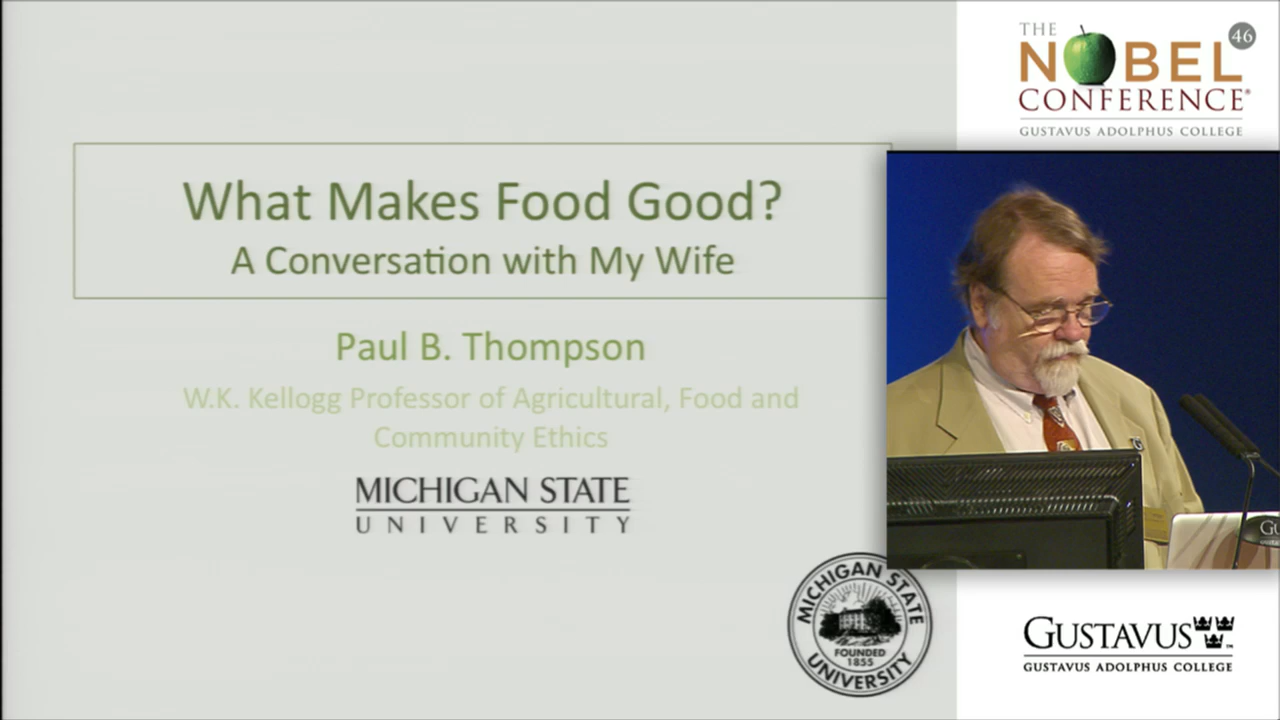 THE
NOBEL 46
CONFERENCE®
GUSTAVUS ADOLPHUS COLLEGE
What Makes Food Good?
A Conversation with My Wife
Paul B. Thompson
W.K. Kellogg Professor of Agricultural, Food and
Community Ethics
MICHIGAN STATE
UNIVERSITY
MICHIGAN STATE
UNIVERSITY
FOUNDED
1855
GUSTAVUS™
GUSTAVUS ADOLPHUS COLLEGE